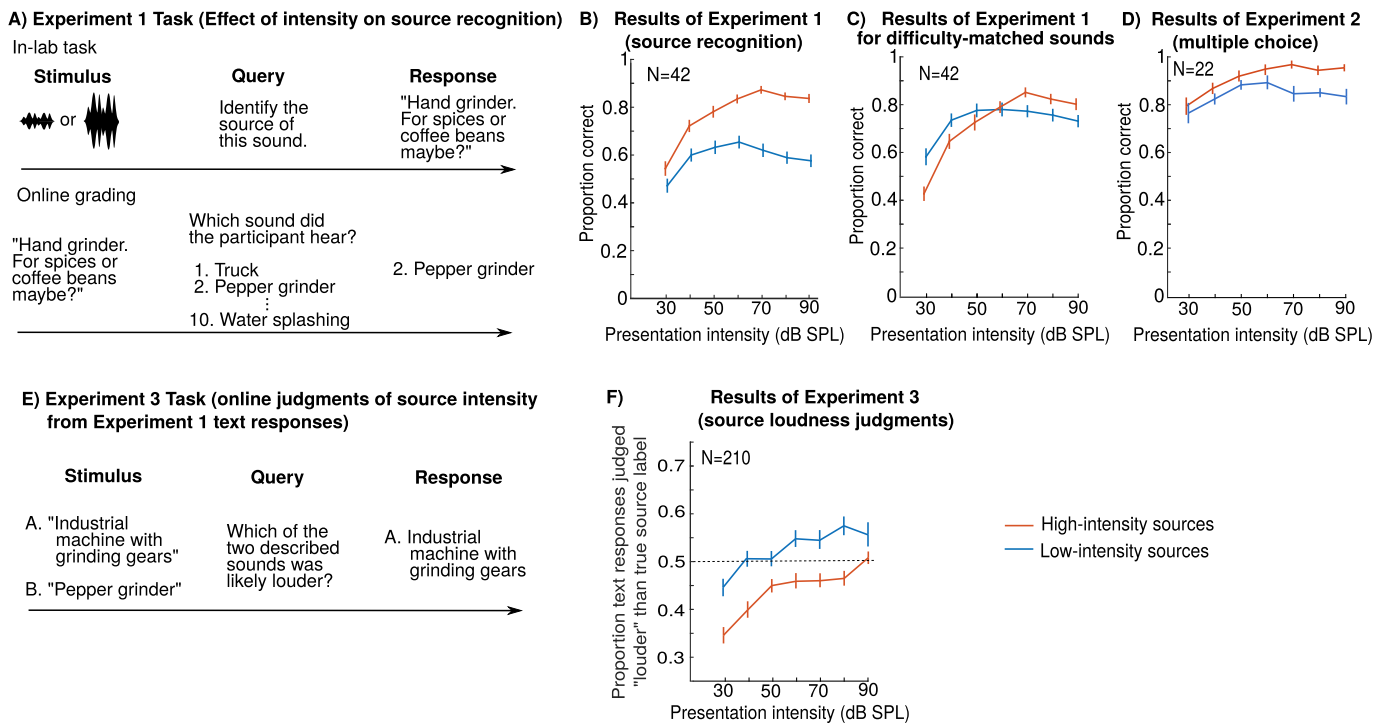 A) Experiment 1 Task (Effect of intensity on source recognition)
In-lab task
Stimulus
Query
Response
or
Identify the
source of
this sound.
"Hand grinder.
For spices or
coffee beans
maybe?"
Online grading
"Hand grinder.
For spices or
coffee beans
maybe?"
Which sound did
the participant hear?
1. Truck
2. Pepper grinder
⋮
10. Water splashing
2. Pepper grinder
B) Results of Experiment 1
(source recognition)
N=42
Proportion correct
1
0.8
0.6
0.4
0.2
0
30 50 70 90
Presentation intensity (dB SPL)
C) Results of Experiment 1
for difficulty-matched sounds
N=42
Proportion correct
1
0.8
0.6
0.4
0.2
0
30 50 70 90
Presentation intensity (dB SPL)
D) Results of Experiment 2
(multiple choice)
N=22
Proportion correct
1
0.8
0.6
0.4
0.2
0
30 50 70 90
Presentation intensity (dB SPL)
E) Experiment 3 Task (online judgments of source intensity
from Experiment 1 text responses)
Stimulus
Query
Response
A. "Industrial
machine with
grinding gears"
B. "Pepper grinder"
Which of the
two described
sounds was
likely louder?
A. Industrial
machine with
grinding gears
F) Results of Experiment 3
(source loudness judgments)
N=210
Proportion text responses judged
"louder" than true source label
0.7
0.6
0.5
0.4
0.3
30 50 70 90
Presentation intensity (dB SPL)
High-intensity sources
Low-intensity sources